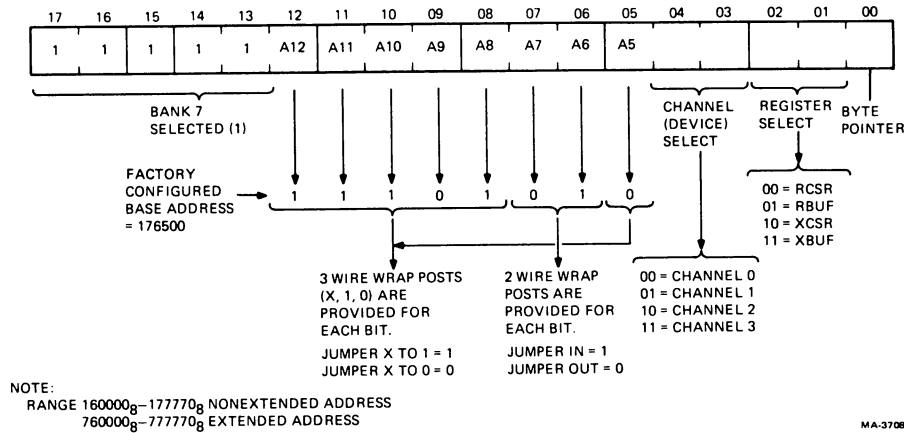 17 16 15 14 13 12 11 10 09 08 07 06 05 04 03 02 01 00
1 1 1 1 1 A12 A11 A10 A9 A8 A7 A6 A5
BANK 7
SELECTED (1)
CHANNEL
(DEVICE)
SELECT
REGISTER
SELECT
BYTE
POINTER
FACTORY
CONFIGURED
BASE ADDRESS
= 176500
1 1 1 0 1 0 1 0
00 = RCSR
01 = RBUF
10 = XCSR
11 = XBUF
3 WIRE WRAP POSTS
(X, 1, 0) ARE
PROVIDED FOR
EACH BIT.
JUMPER X TO 1 = 1
JUMPER X TO 0 = 0
2 WIRE WRAP
POSTS ARE
PROVIDED FOR
EACH BIT.
JUMPER IN = 1
JUMPER OUT = 0
00 = CHANNEL 0
01 = CHANNEL 1
10 = CHANNEL 2
11 = CHANNEL 3
NOTE:
RANGE 160000₈–177770₈ NONEXTENDED ADDRESS
760000₈–777770₈ EXTENDED ADDRESS
MA-3708